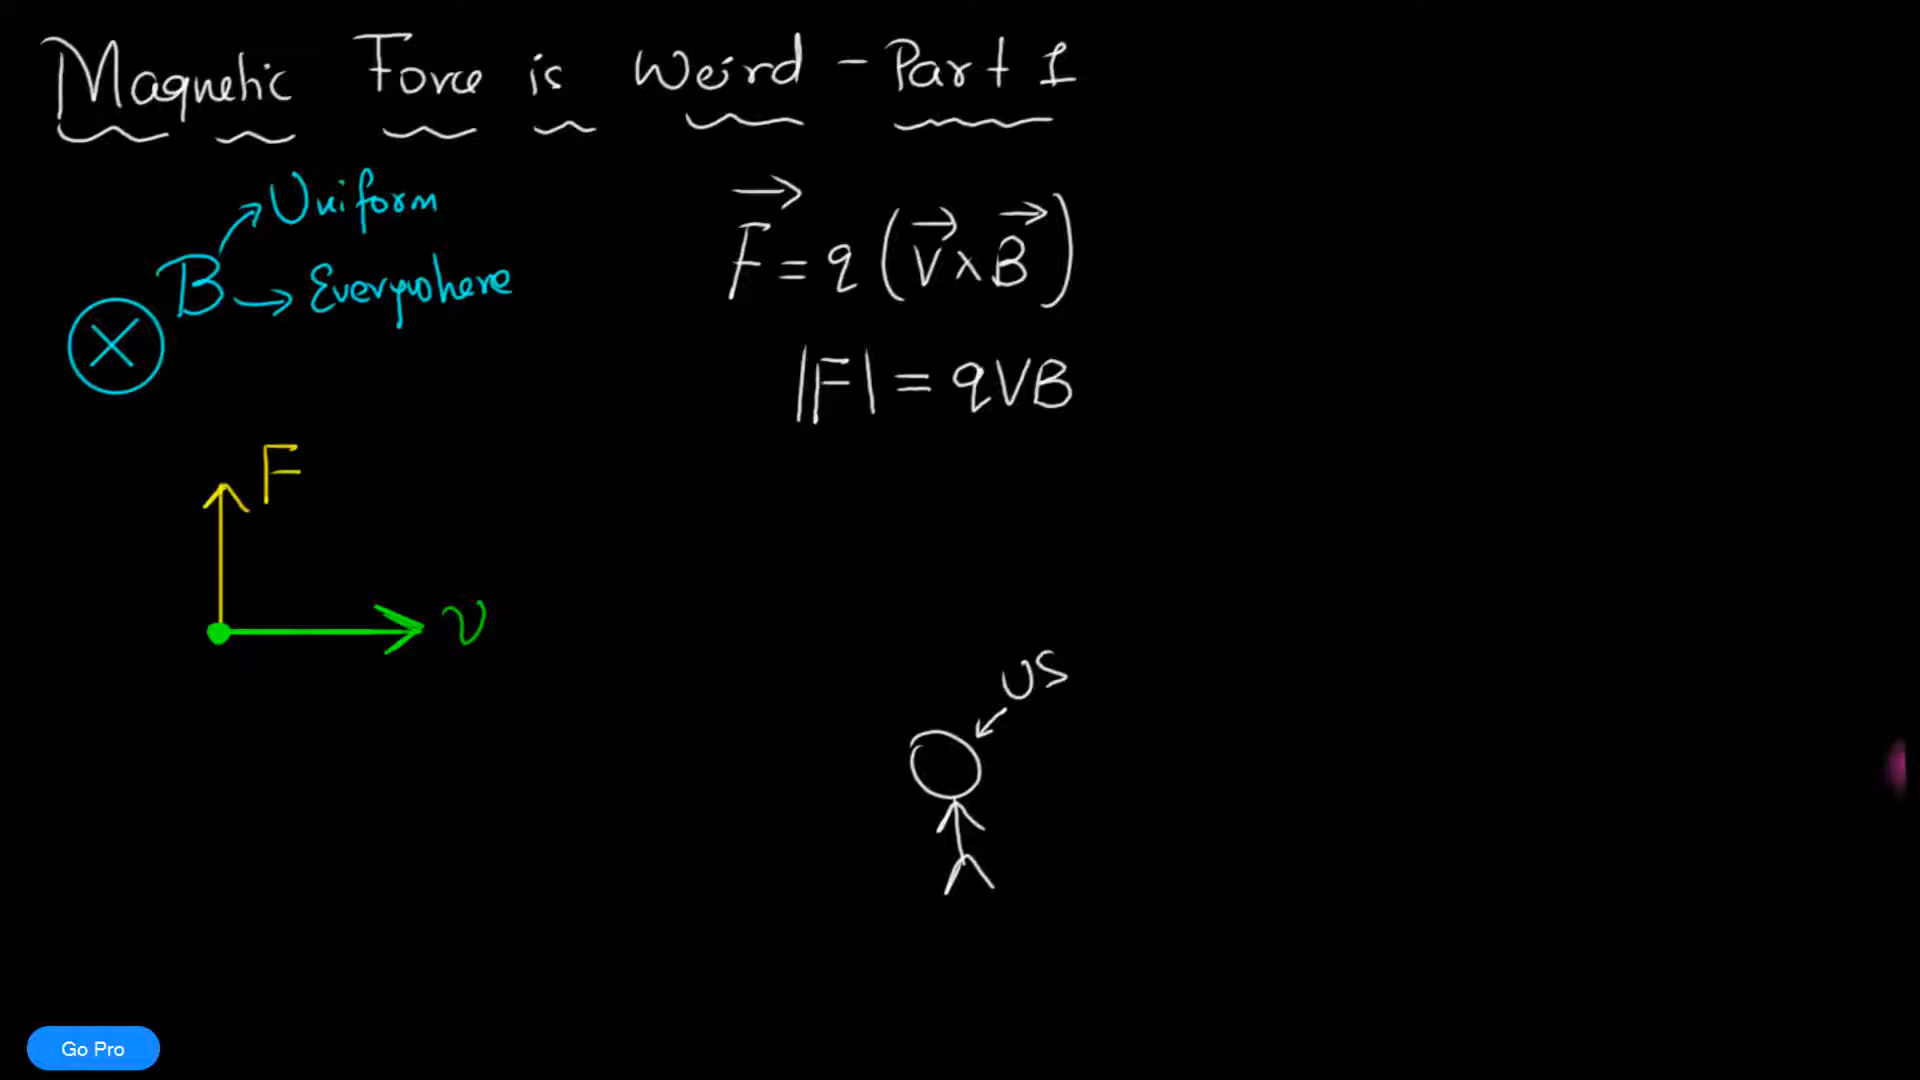 Magnetic Force is Weird - Part 1
B → Uniform
→ Everywhere
F = q (v × B)
|F| = qVB
F
v
US
Go Pro